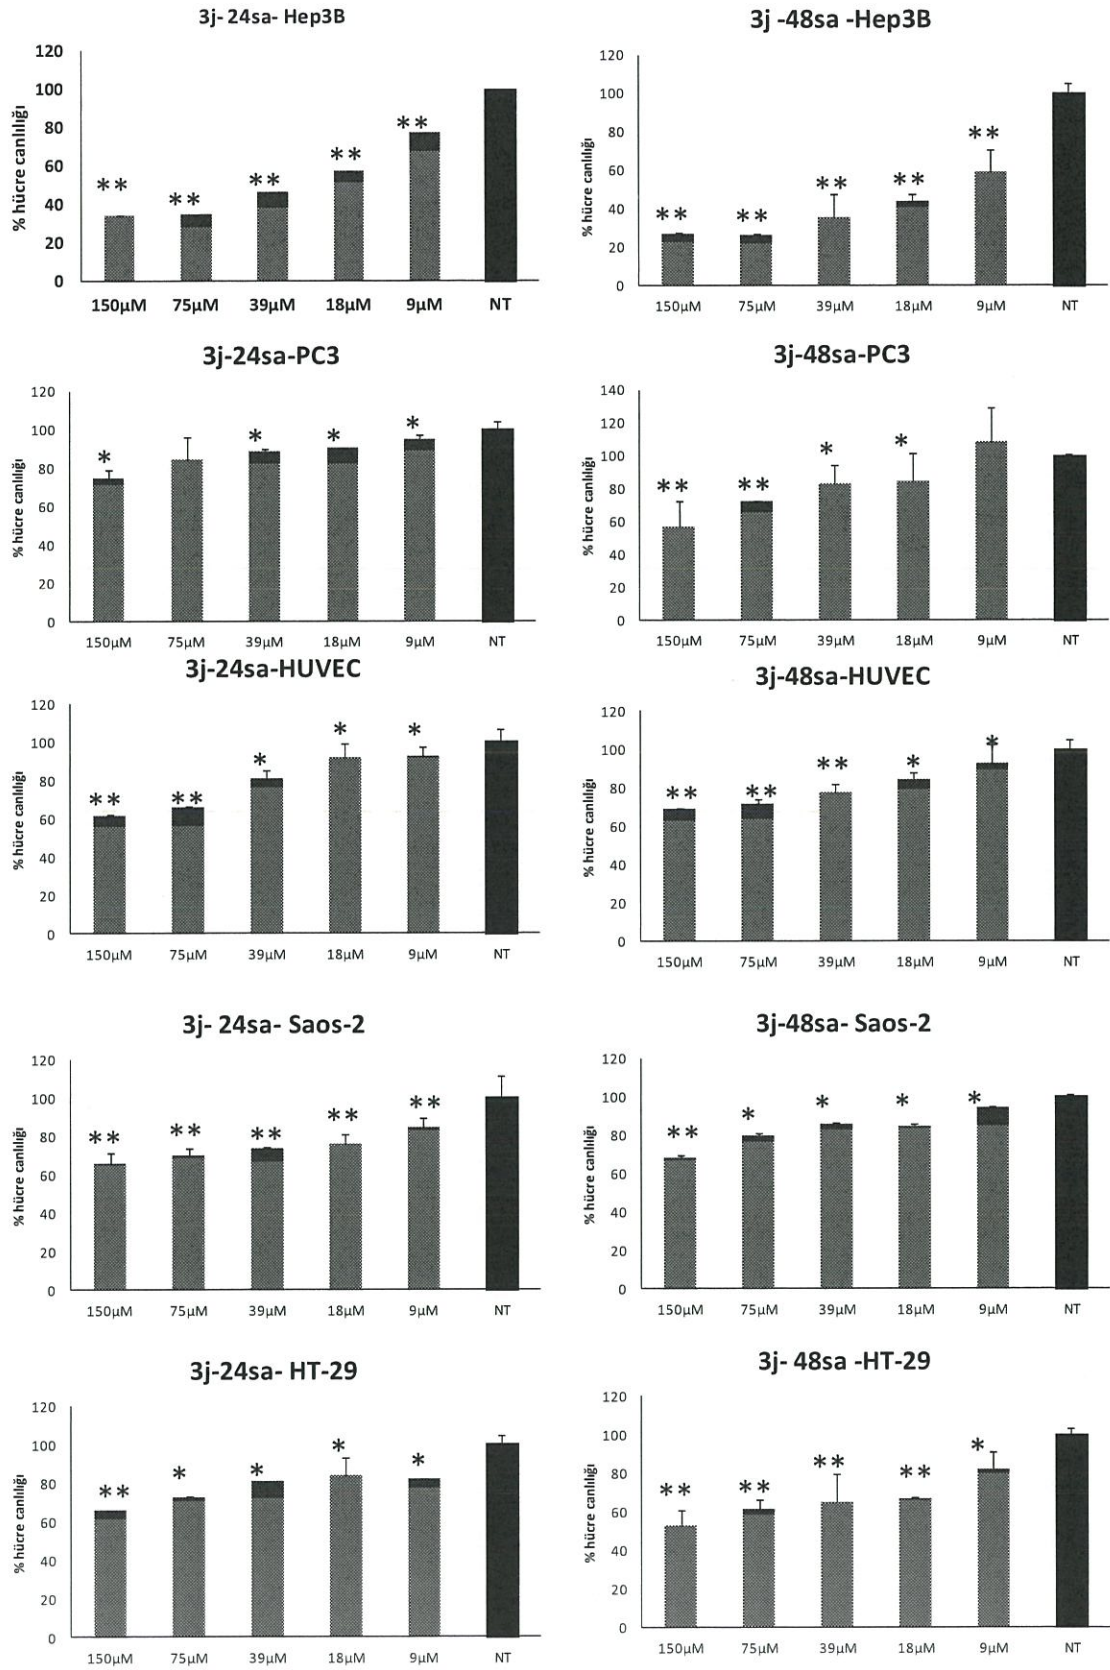 3j- 24sa- Hep3B
% hücre canlılığı
120
100
80
60
40
20
0
** ** ** ** **
150µM 75µM 39µM 18µM 9µM NT
3j -48sa -Hep3B
% hücre canlılığı
120
100
80
60
40
20
0
** ** ** ** **
150µM 75µM 39µM 18µM 9µM NT
3j-24sa-PC3
% hücre canlılığı
120
100
80
60
40
20
0
* * * *
150µM 75µM 39µM 18µM 9µM NT
3j-48sa-PC3
% hücre canlılığı
140
120
100
80
60
40
20
0
** ** * *
150µM 75µM 39µM 18µM 9µM NT
3j-24sa-HUVEC
% hücre canlılığı
120
100
80
60
40
20
0
** ** * * *
150µM 75µM 39µM 18µM 9µM NT
3j-48sa-HUVEC
% hücre canlılığı
120
100
80
60
40
20
0
** ** ** * *
150µM 75µM 39µM 18µM 9µM NT
3j- 24sa- Saos-2
% hücre canlılığı
120
100
80
60
40
20
0
** ** ** ** **
150µM 75µM 39µM 18µM 9µM NT
3j-48sa- Saos-2
% hücre canlılığı
120
100
80
60
40
20
0
** * * * *
150µM 75µM 39µM 18µM 9µM NT
3j-24sa- HT-29
% hücre canlılığı
120
100
80
60
40
20
0
** * * * *
150µM 75µM 39µM 18µM 9µM NT
3j- 48sa -HT-29
% hücre canlılığı
120
100
80
60
40
20
0
** ** ** ** *
150µM 75µM 39µM 18µM 9µM NT